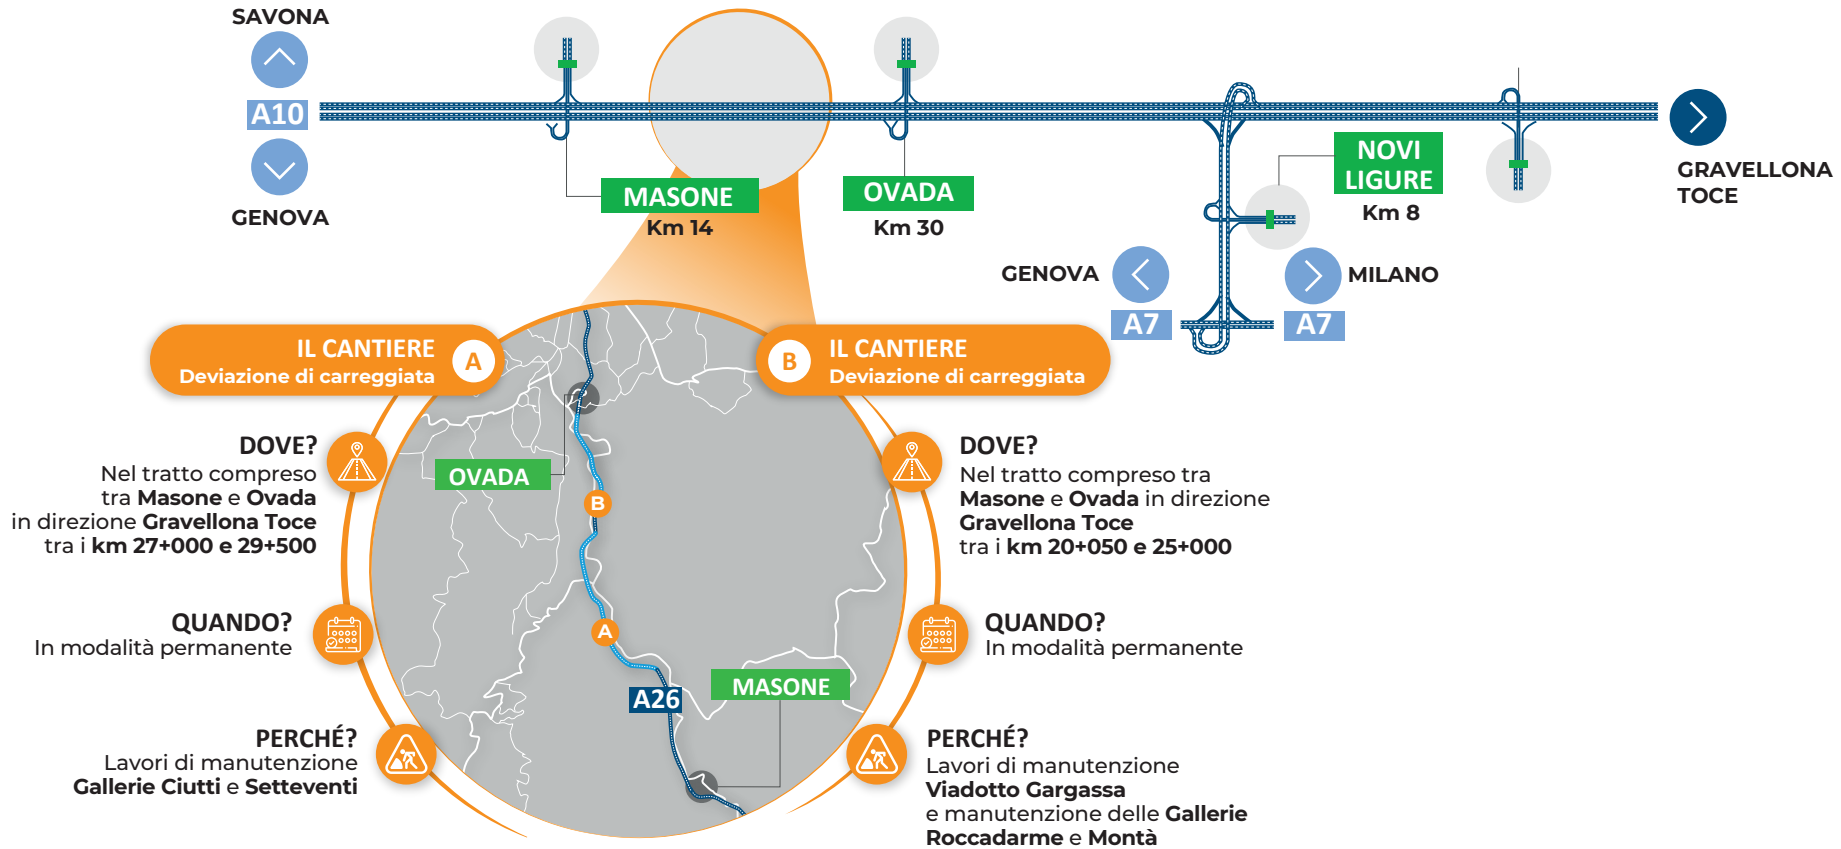 SAVONA
A10
GENOVA
MASONE
Km 14
OVADA
Km 30
NOVI
LIGURE
Km 8
GRAVELLONA
TOCE
GENOVA
MILANO
A7
A7
IL CANTIERE
Deviazione di carreggiata
A
DOVE?
Nel tratto compreso
tra Masone e Ovada
in direzione Gravellona Toce
tra i km 27+000 e 29+500
QUANDO?
In modalità permanente
PERCHÉ?
Lavori di manutenzione
Gallerie Ciutti e Setteventi
OVADA
B
A
A26
MASONE
B
IL CANTIERE
Deviazione di carreggiata
DOVE?
Nel tratto compreso tra
Masone e Ovada in direzione
Gravellona Toce
tra i km 20+050 e 25+000
QUANDO?
In modalità permanente
PERCHÉ?
Lavori di manutenzione
Viadotto Gargassa
e manutenzione delle Gallerie
Roccadarme e Montà